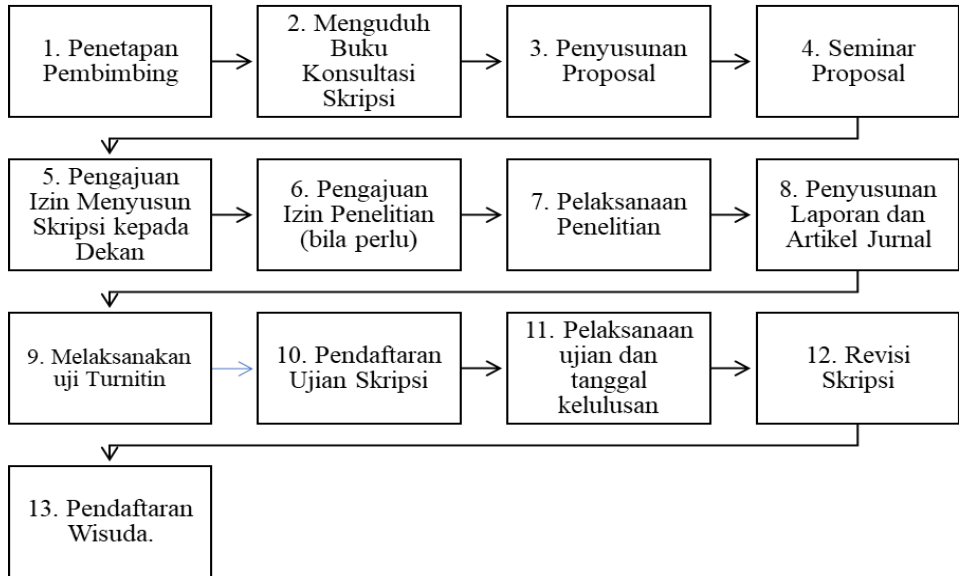 1. Penetapan
Pembimbing
2. Menguduh
Buku
Konsultasi
Skripsi
3. Penyusunan
Proposal
4. Seminar
Proposal
5. Pengajuan
Izin Menyusun
Skripsi kepada
Dekan
6. Pengajuan
Izin Penelitian
(bila perlu)
7. Pelaksanaan
Penelitian
8. Penyusunan
Laporan dan
Artikel Jurnal
9. Melaksanakan
uji Turnitin
10. Pendaftaran
Ujian Skripsi
11. Pelaksanaan
ujian dan
tanggal
kelulusan
12. Revisi
Skripsi
13. Pendaftaran
Wisuda.